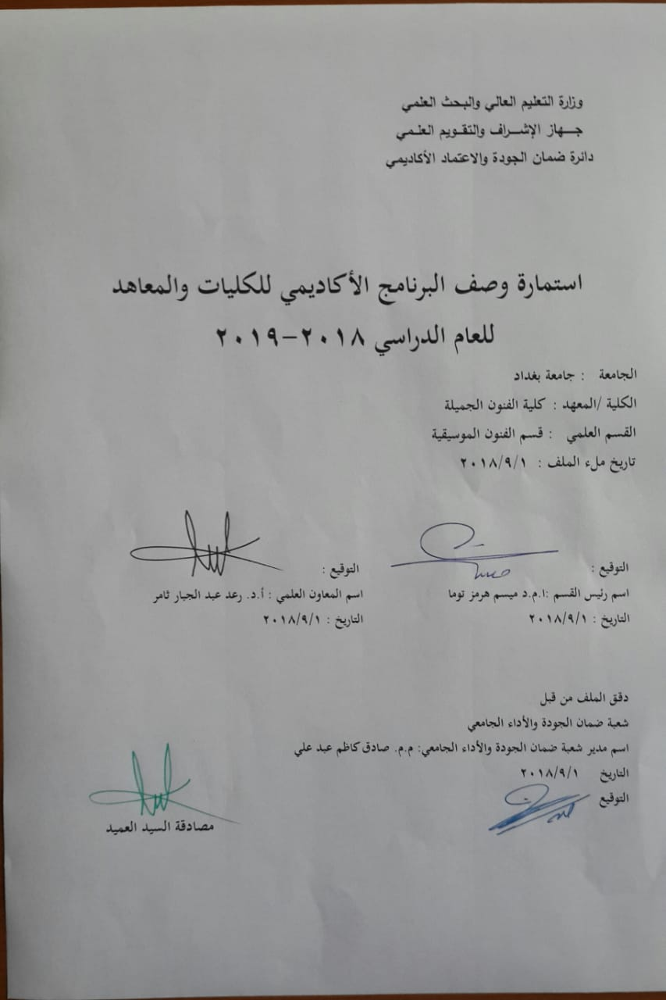 وزارة التعليم العالي والبحث العلمي
جهاز الإشراف والتقويم العلمي
دائرة ضمان الجودة والاعتماد الأكاديمي
استمارة وصف البرنامج الأكاديمي للكليات والمعاهد
للعام الدراسي ٢٠١٨-٢٠١٩
الجامعة : جامعة بغداد
الكلية /المعهد : كلية الفنون الجميلة
القسم العلمي : قسم الفنون الموسيقية
تاريخ ملء الملف : ٢٠١٨/٩/١
التوقيع :
اسم رئيس القسم :ا.م.د ميسم هرمز توما
التاريخ : ٢٠١٨/٩/١
التوقيع :
اسم المعاون العلمي : أ.د. رعد عبد الجبار ثامر
التاريخ : ٢٠١٨/٩/١
دقق الملف من قبل
شعبة ضمان الجودة والأداء الجامعي
اسم مدير شعبة ضمان الجودة والأداء الجامعي: م.م. صادق كاظم عبد علي
التاريخ ٢٠١٨/٩/١
التوقيع
مصادقة السيد العميد